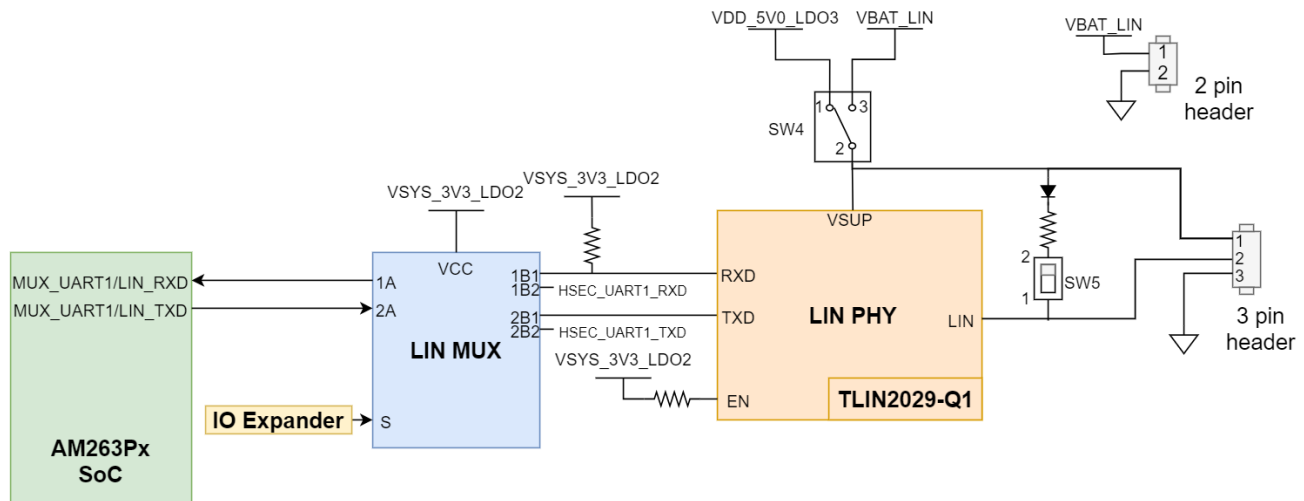 VDD_5V0_LDO3
VBAT_LIN
VBAT_LIN
1
2
2 pin
header
1
3
SW4
2
VSYS_3V3_LDO2
VSYS_3V3_LDO2
VSUP
1
2
3
2
SW5
1
3 pin
header
VCC
MUX_UART1/LIN_RXD
MUX_UART1/LIN_TXD
1A
2A
1B1
1B2
HSEC_UART1_RXD
2B1
2B2
HSEC_UART1_TXD
RXD
TXD
LIN PHY
LIN
LIN MUX
VSYS_3V3_LDO2
EN
TLIN2029-Q1
IO Expander
S
AM263Px
SoC